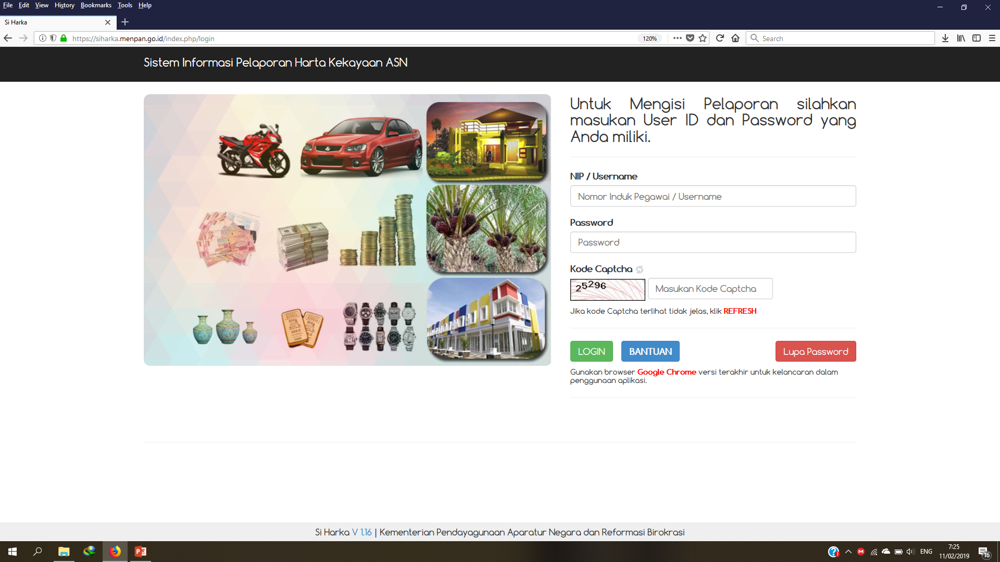 File Edit View History Bookmarks Tools Help
Si Harka
https://siharka.menpan.go.id/index.php/login
120%
Search
Sistem Informasi Pelaporan Harta Kekayaan ASN
Untuk Mengisi Pelaporan silahkan
masukan User ID dan Password yang
Anda miliki.
NIP / Username
Nomor Induk Pegawai / Username
Password
Password
Kode Captcha
25296
Masukan Kode Captcha
Jika kode Captcha terlihat tidak jelas, klik REFRESH
LOGIN
BANTUAN
Lupa Password
Gunakan browser Google Chrome versi terakhir untuk kelancaran dalam
penggunaan aplikasi.
Si Harka V 1.16 | Kementerian Pendayagunaan Aparatur Negara dan Reformasi Birokrasi
ENG
7:25
11/02/2019
16